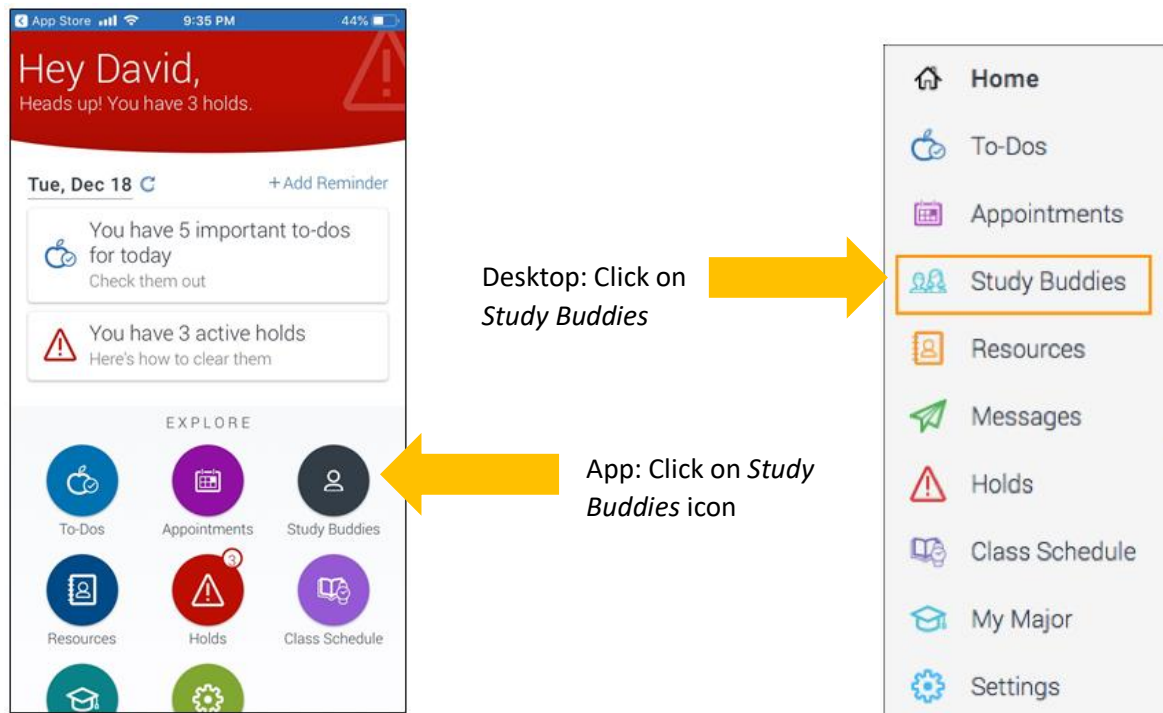 App Store 9:35 PM 44%
Hey David,
Heads up! You have 3 holds.
Tue, Dec 18 +Add Reminder
You have 5 important to-dos
for today
Check them out
You have 3 active holds
Here's how to clear them
EXPLORE
To-Dos Appointments Study Buddies
3
Resources Holds Class Schedule
Desktop: Click on
Study Buddies
App: Click on Study
Buddies icon
Home
To-Dos
Appointments
Study Buddies
Resources
Messages
Holds
Class Schedule
My Major
Settings